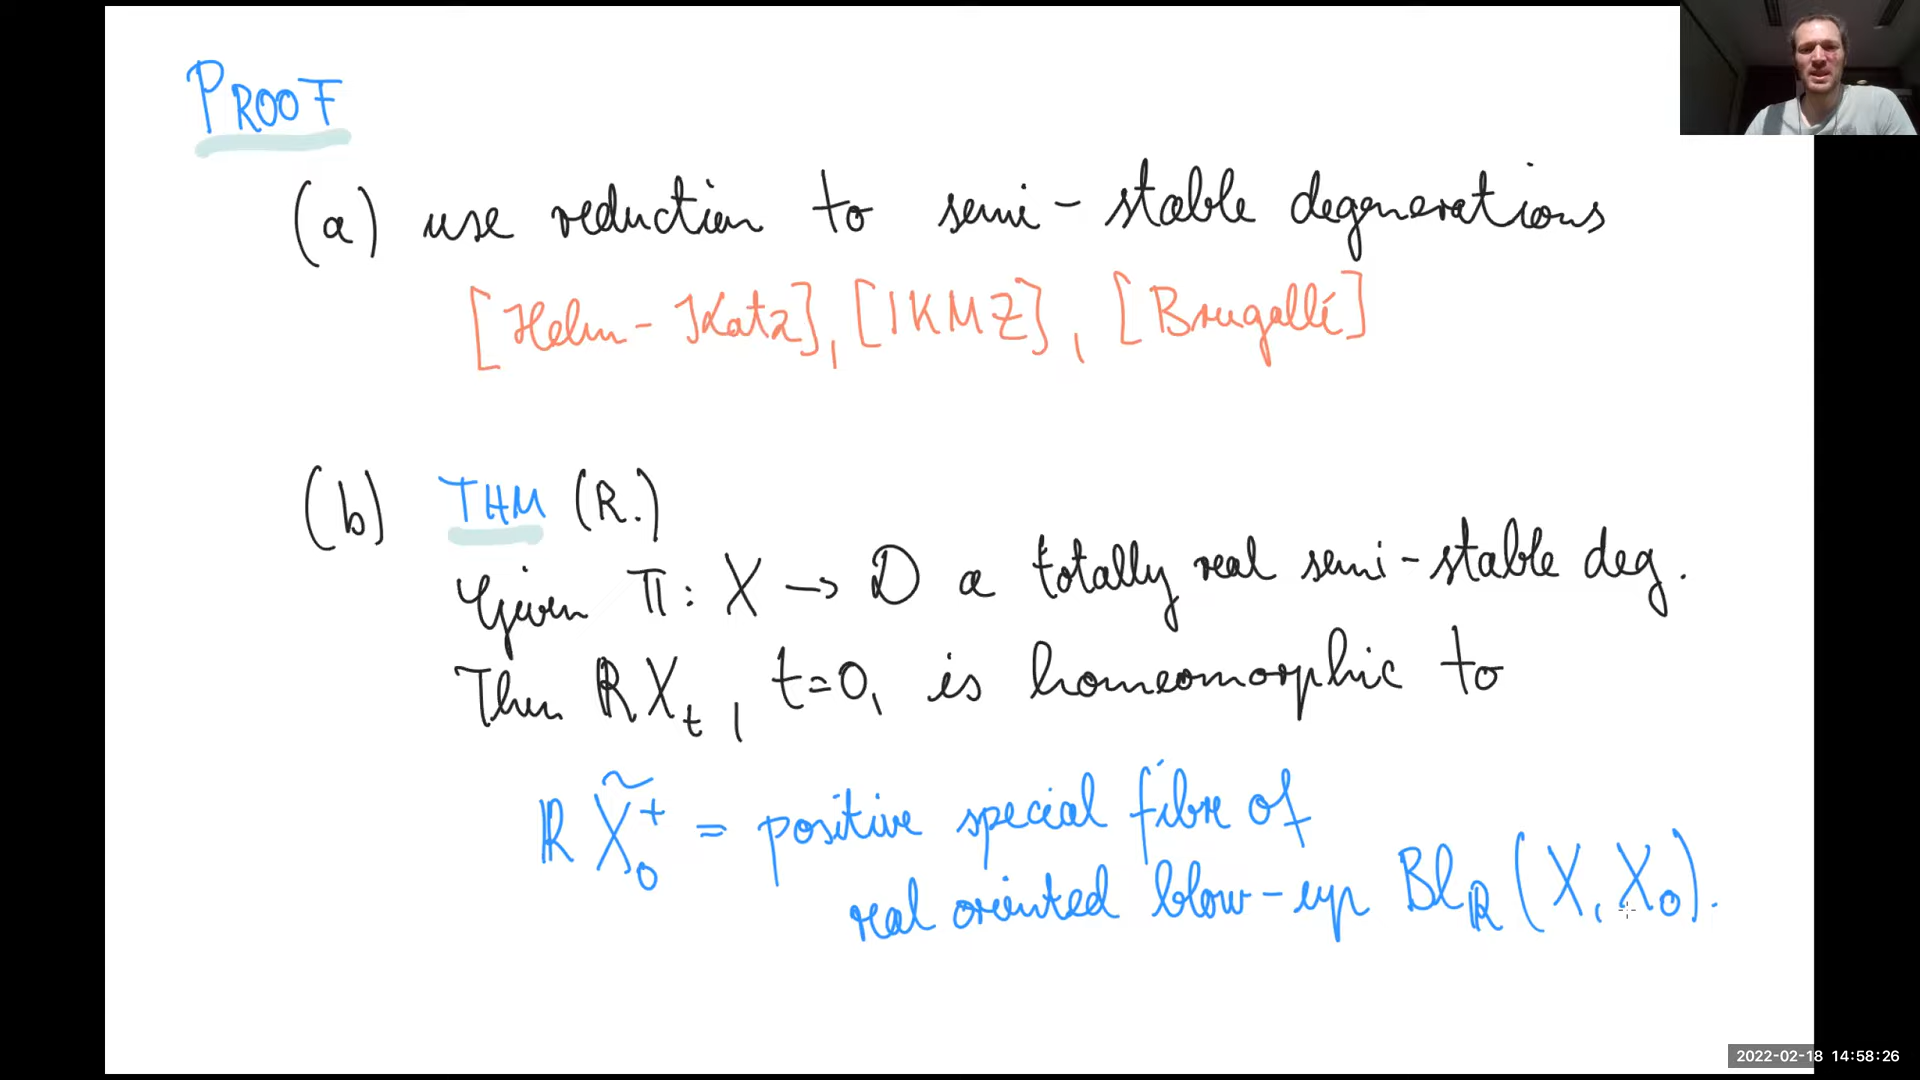 PROOF
(a) use reduction to semi-stable degenerations
[Helm-Katz], [IKMZ], [Brugallé]
(b) THM (R.)
Given π: X → D a totally real semi-stable deg.
Then ℝX_t, t=0, is homeomorphic to
ℝX̃₀⁺ = positive special fibre of
real oriented blow-up Bl_ℝ(X, X₀).
2022-02-18 14:58:26